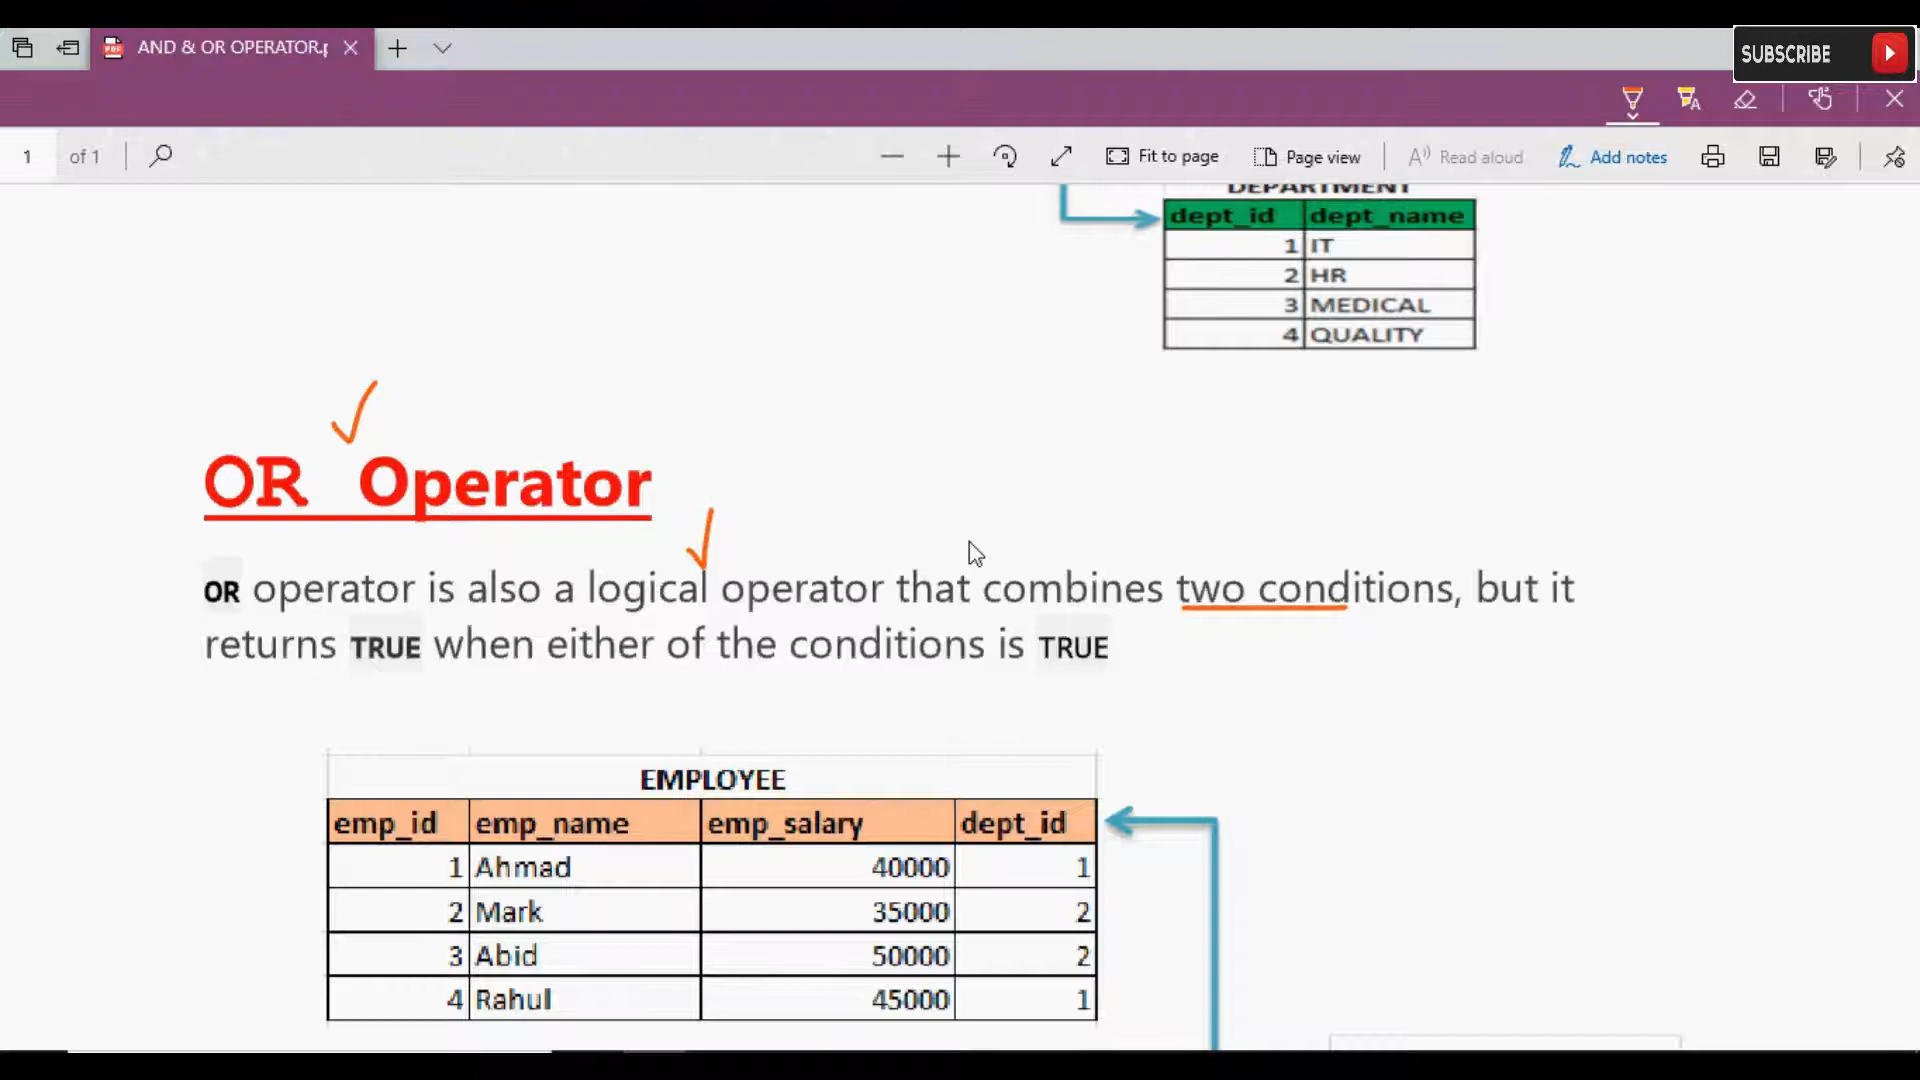 AND & OR OPERATOR.p
SUBSCRIBE
1 of 1
Fit to page
Page view
Read aloud
Add notes
DEPARTMENT
dept_id dept_name
1 IT
2 HR
3 MEDICAL
4 QUALITY
OR Operator
OR operator is also a logical operator that combines two conditions, but it
returns TRUE when either of the conditions is TRUE
EMPLOYEE
emp_id emp_name emp_salary dept_id
1 Ahmad 40000 1
2 Mark 35000 2
3 Abid 50000 2
4 Rahul 45000 1